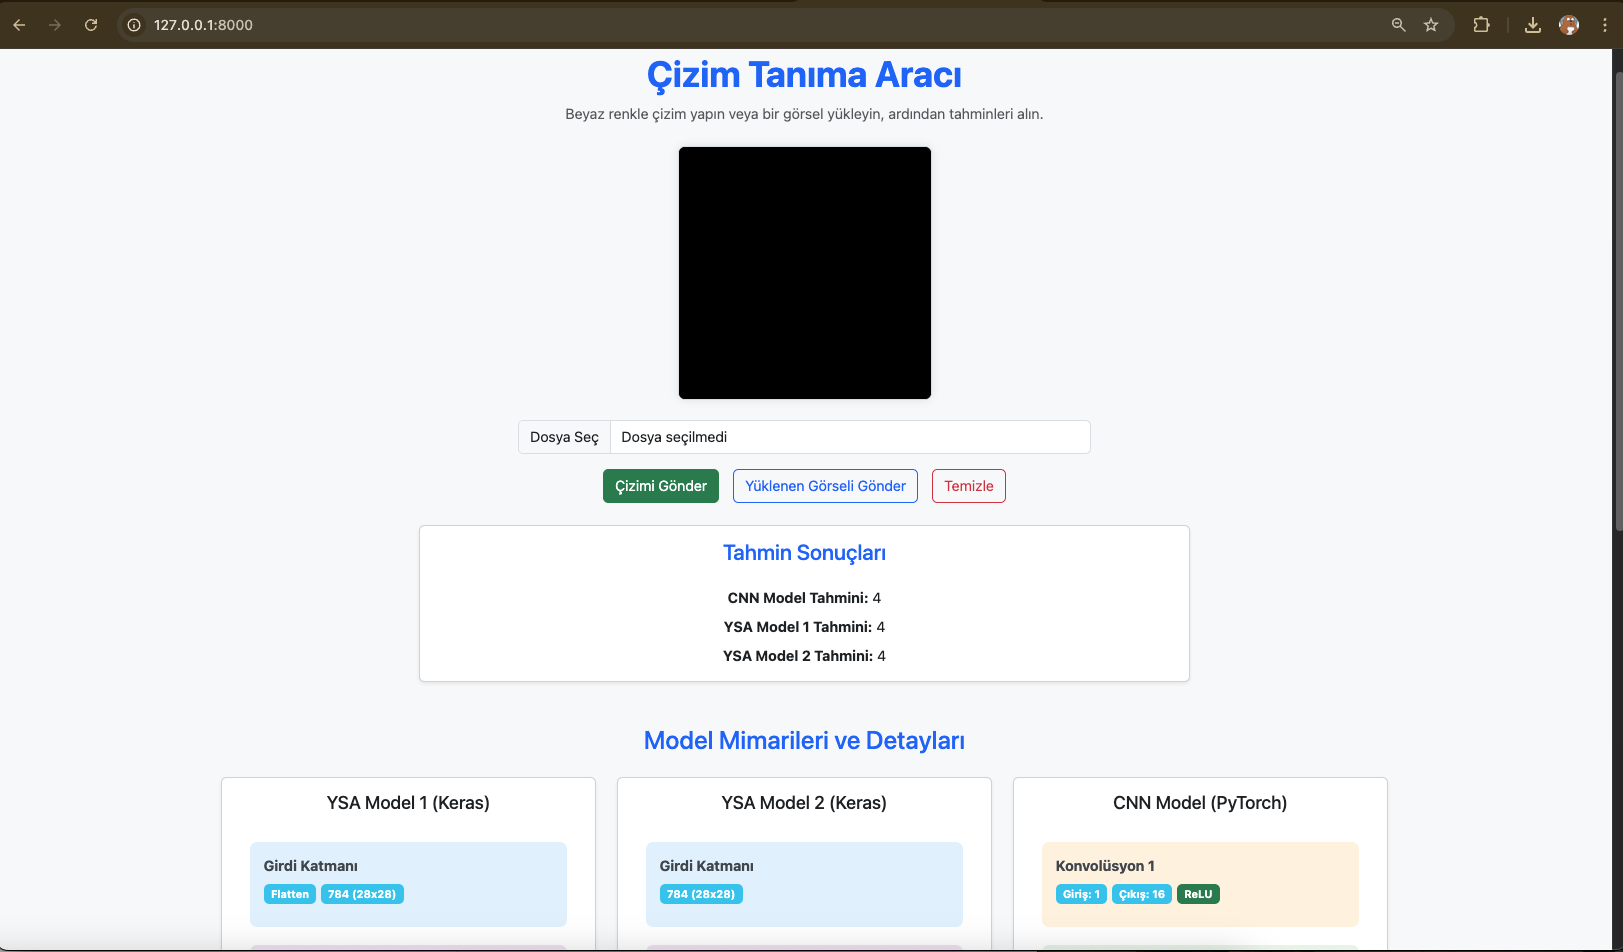 127.0.0.1:8000
Çizim Tanıma Aracı
Beyaz renkle çizim yapın veya bir görsel yükleyin, ardından tahminleri alın.
Dosya Seç Dosya seçilmedi
Çizimi Gönder Yüklenen Görseli Gönder Temizle
Tahmin Sonuçları
CNN Model Tahmini: 4
YSA Model 1 Tahmini: 4
YSA Model 2 Tahmini: 4
Model Mimarileri ve Detayları
YSA Model 1 (Keras)
Girdi Katmanı
Flatten 784 (28x28)
YSA Model 2 (Keras)
Girdi Katmanı
784 (28x28)
CNN Model (PyTorch)
Konvolüsyon 1
Giriş: 1 Çıkış: 16 ReLU